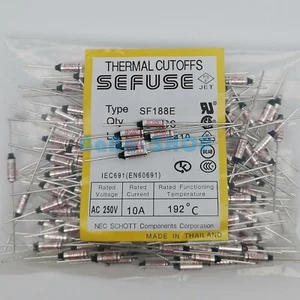 THERMAL CUTOFFS
SEFUSE
JET
Type SF188E
Qty
IEC691(EN60691)
Rated Voltage
Rated Current
Rated Functioning Temperature
AC 250V
10A
192°C
NEC SCHOTT Components Corporation
MADE IN THAILAND